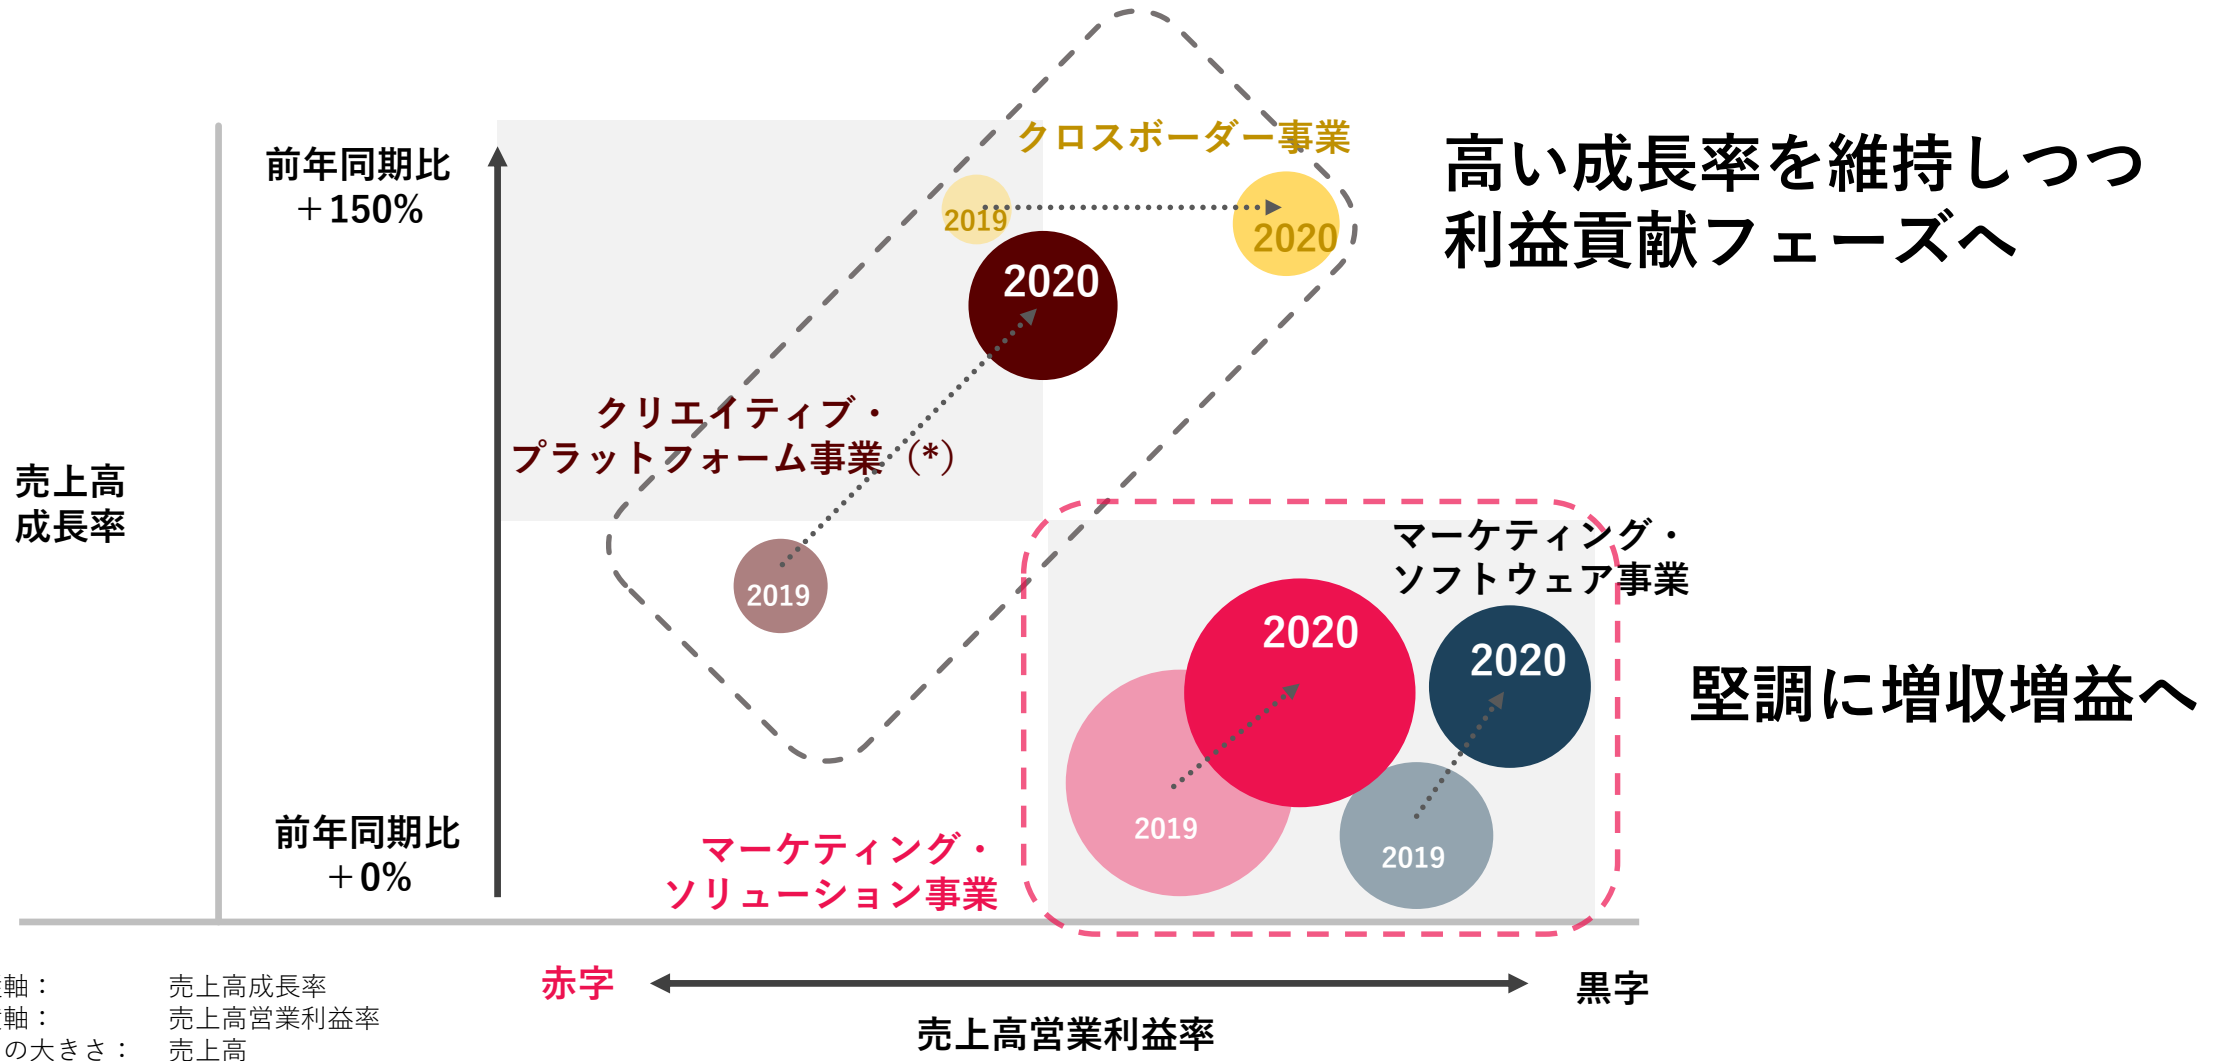 クロスボーダー事業
高い成長率を維持しつつ
利益貢献フェーズへ
前年同期比
＋150%
2019
2020
2020
クリエイティブ・
プラットフォーム事業（*）
売上高
成長率
2019
マーケティング・
ソフトウェア事業
2020
2020
堅調に増収増益へ
2019
2019
前年同期比
＋0%
マーケティング・
ソリューション事業
赤字
黒字
売上高営業利益率
軸： 売上高成長率
軸： 売上高営業利益率
の大きさ： 売上高